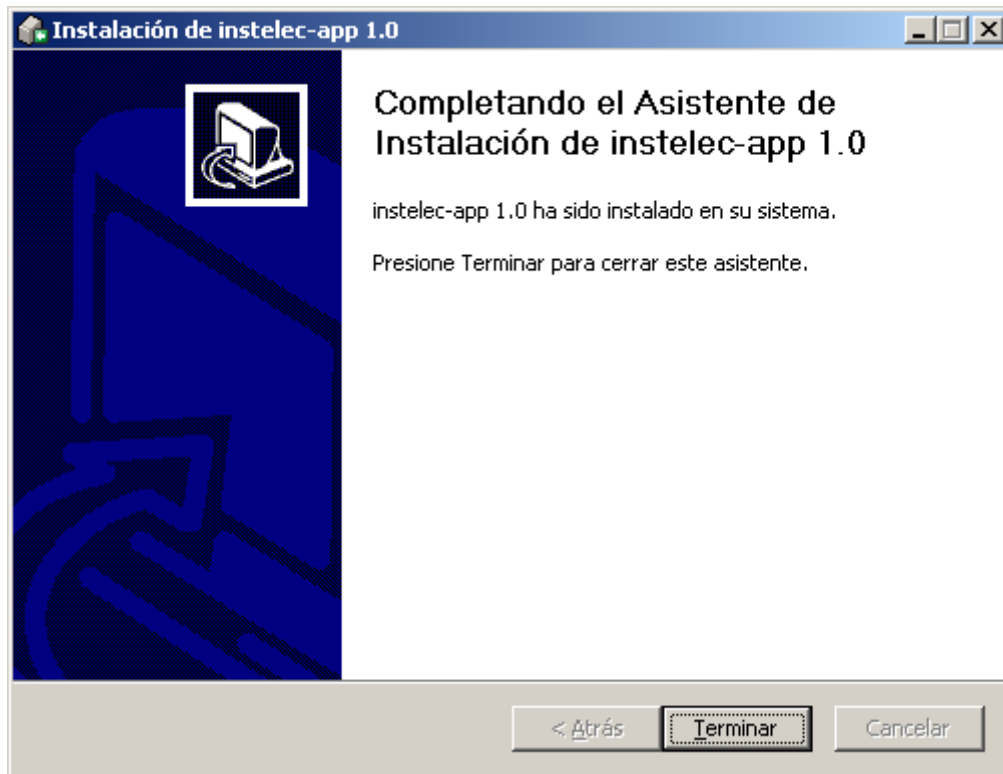 Instalación de instelec-app 1.0
Completando el Asistente de
Instalación de instelec-app 1.0
instelec-app 1.0 ha sido instalado en su sistema.
Presione Terminar para cerrar este asistente.
< Atrás
Terminar
Cancelar